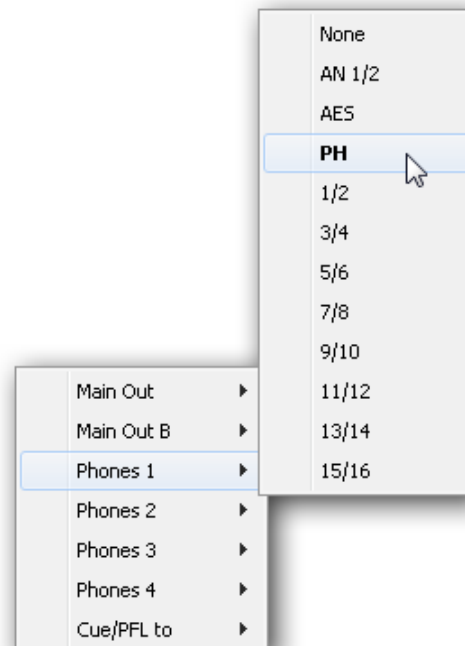 None
AN 1/2
AES
PH
1/2
3/4
5/6
7/8
9/10
11/12
13/14
15/16
Main Out
Main Out B
Phones 1
Phones 2
Phones 3
Phones 4
Cue/PFL to